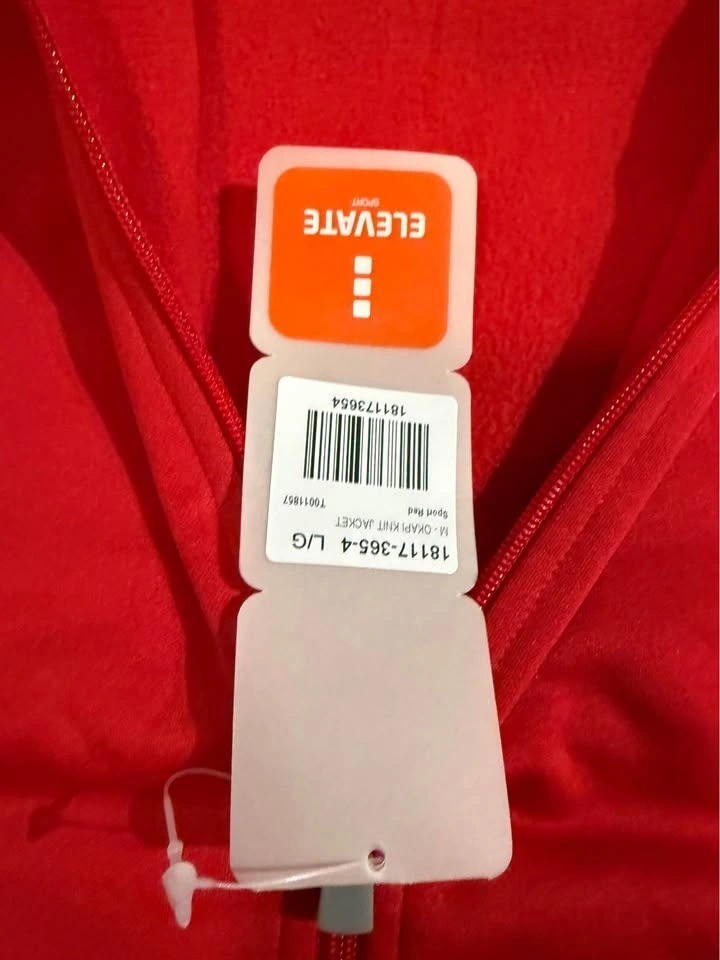 ELEVATE
SPORT
18117-365-4 L/G
M - OKAPI KNIT JACKET
Sport Red T0011857
181173654